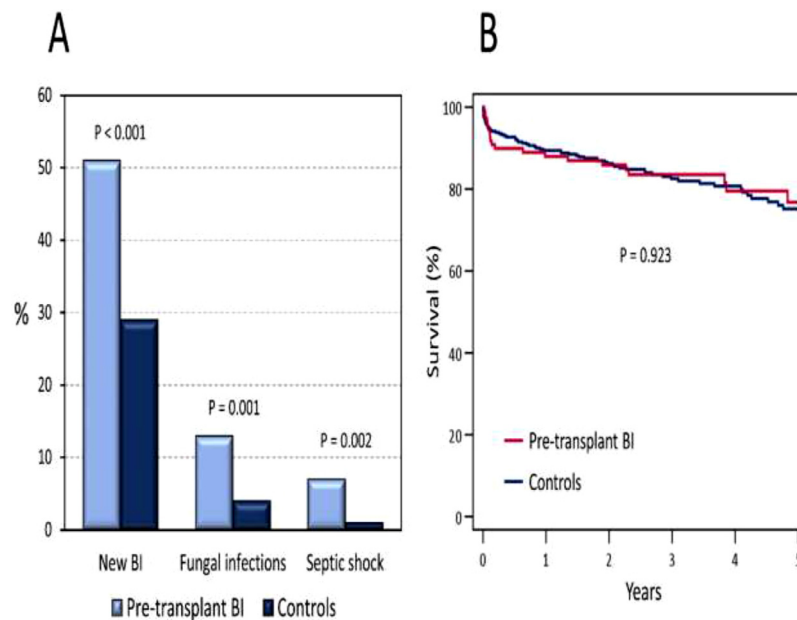 A
60
50
40
30
20
10
0
%
P < 0.001
P = 0.001
P = 0.002
New BI
Fungal infections
Septic shock
Pre-transplant BI
Controls
B
100
80
60
40
20
0
Survival (%)
P = 0.923
Pre-transplant BI
Controls
0 1 2 3 4
Years